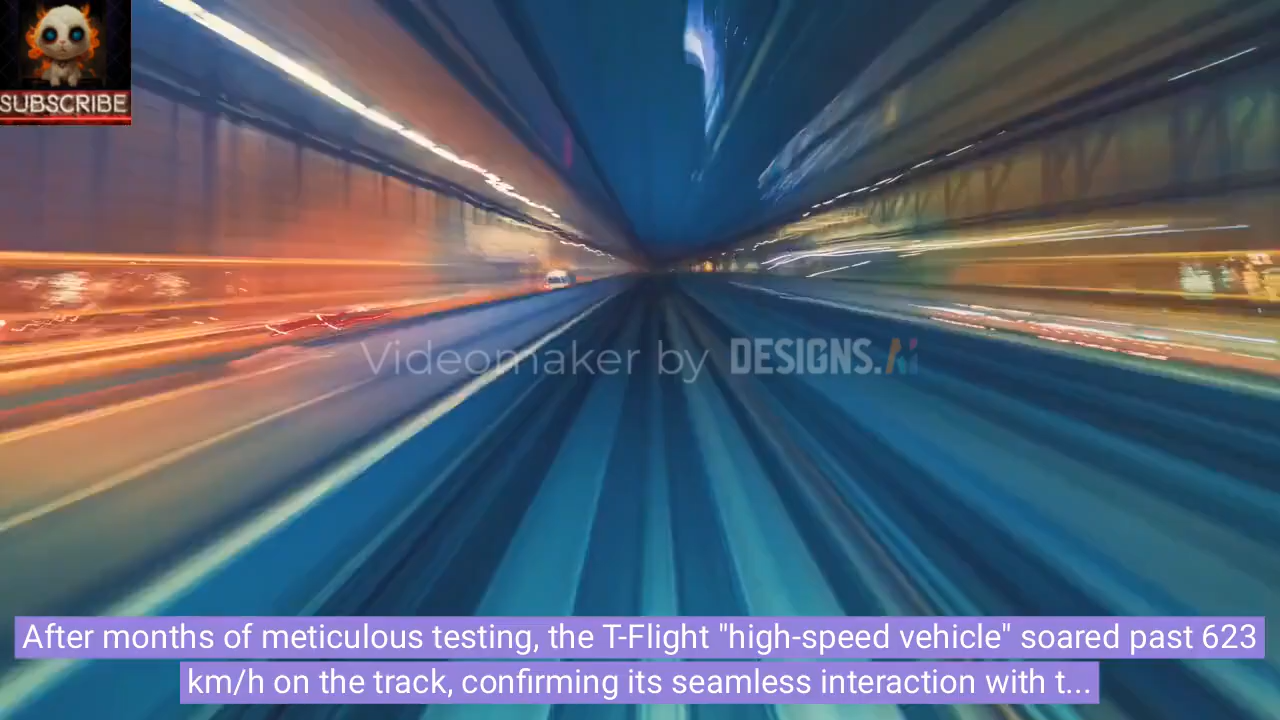 SUBSCRIBE
Videomaker by DESIGNS.AI
After months of meticulous testing, the T-Flight "high-speed vehicle" soared past 623
km/h on the track, confirming its seamless interaction with t...